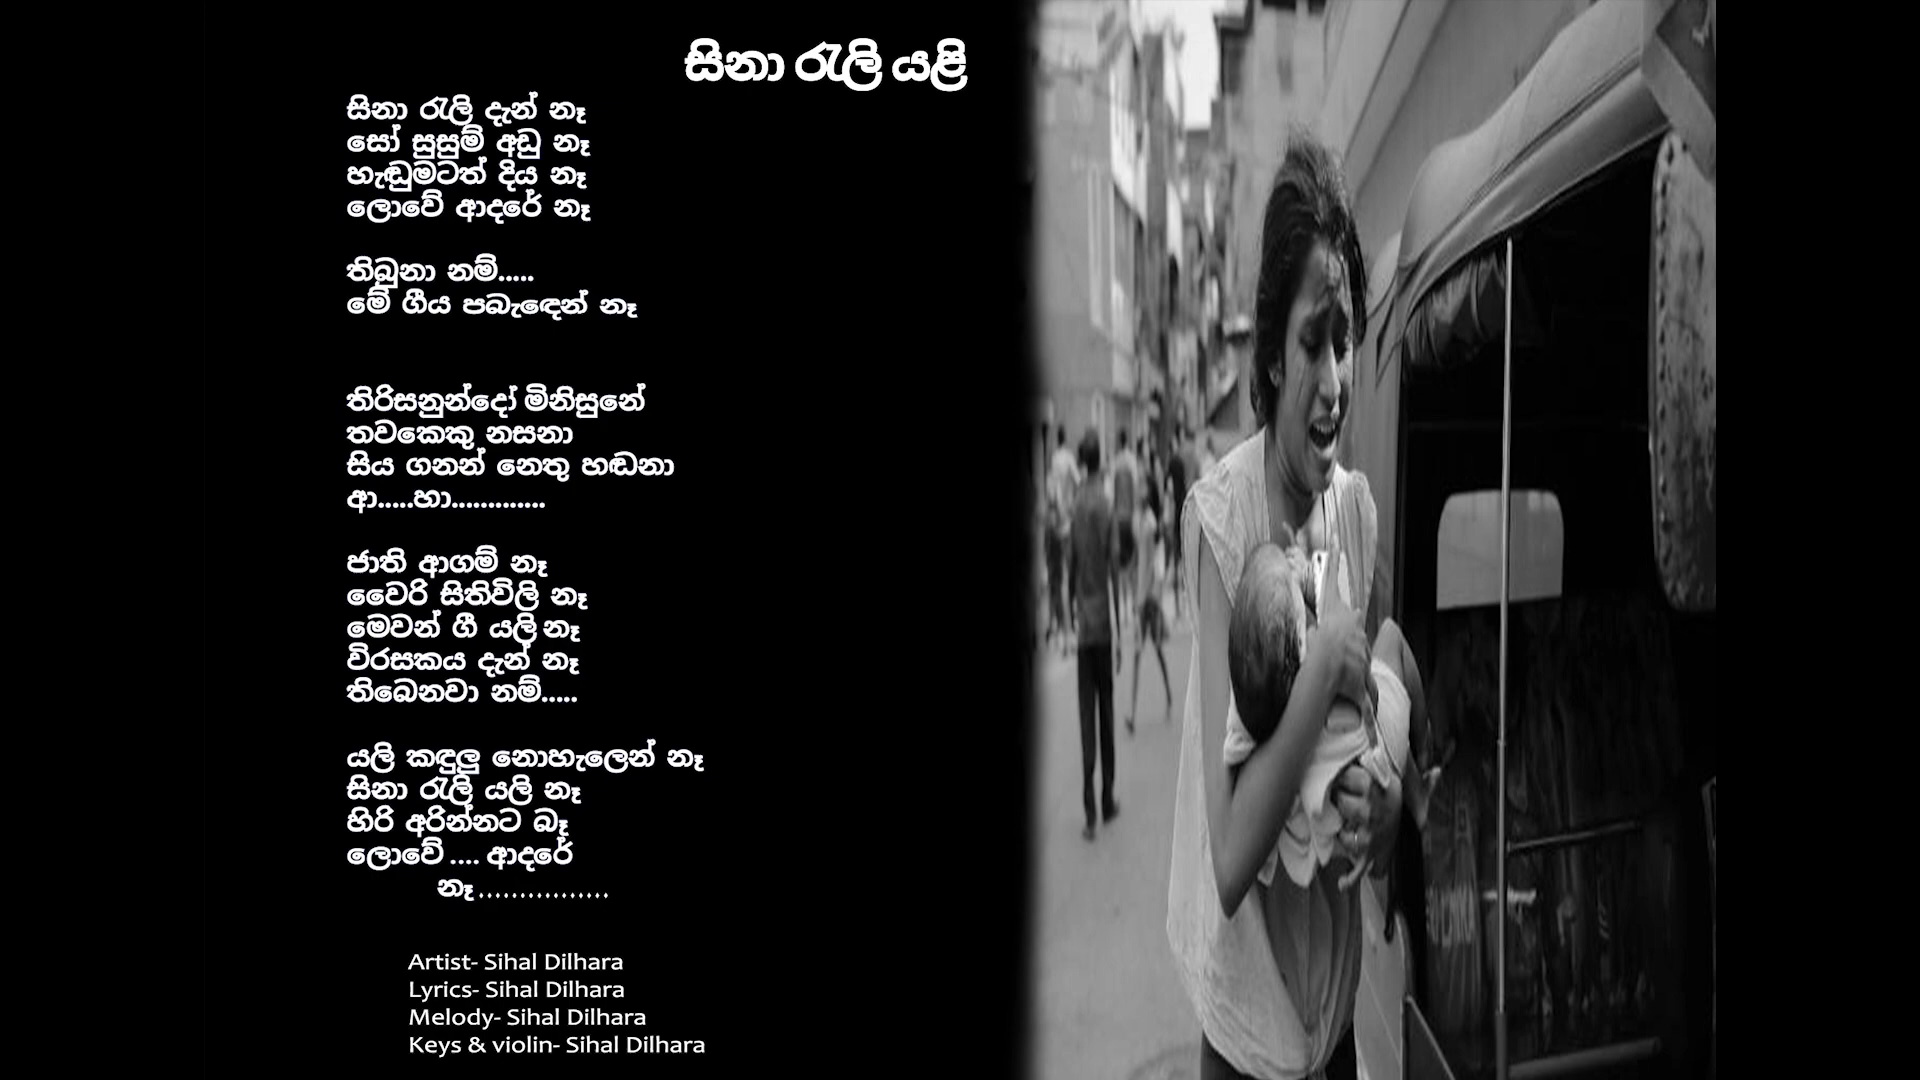 සිනා රැලි යළි
සිනා රැලි දැන් නෑ
සෝ සුසුම් අඩු නෑ
හැඬුමටත් දිය නෑ
ලොවේ ආදරේ නෑ
තිබුනා නම්.....
මේ ගීය පබැඳෙන් නෑ
තිරිසනුන්දෝ මිනිසුනේ
තවකෙකු නසනා
සිය ගනන් නෙතු හඬනා
ආ.....හා.............
ජාති ආගම් නෑ
වෛරි සිතිවිලි නෑ
මෙවන් ගී යලි නෑ
විරසකය දැන් නෑ
තිබෙනවා නම්.....
යලි කඳුලු නොහැලෙන් නෑ
සිනා රැලි යලි නෑ
හිරි අරින්නට බෑ
ලොවේ .... ආදරේ
නෑ................
Artist- Sihal Dilhara
Lyrics- Sihal Dilhara
Melody- Sihal Dilhara
Keys & violin- Sihal Dilhara